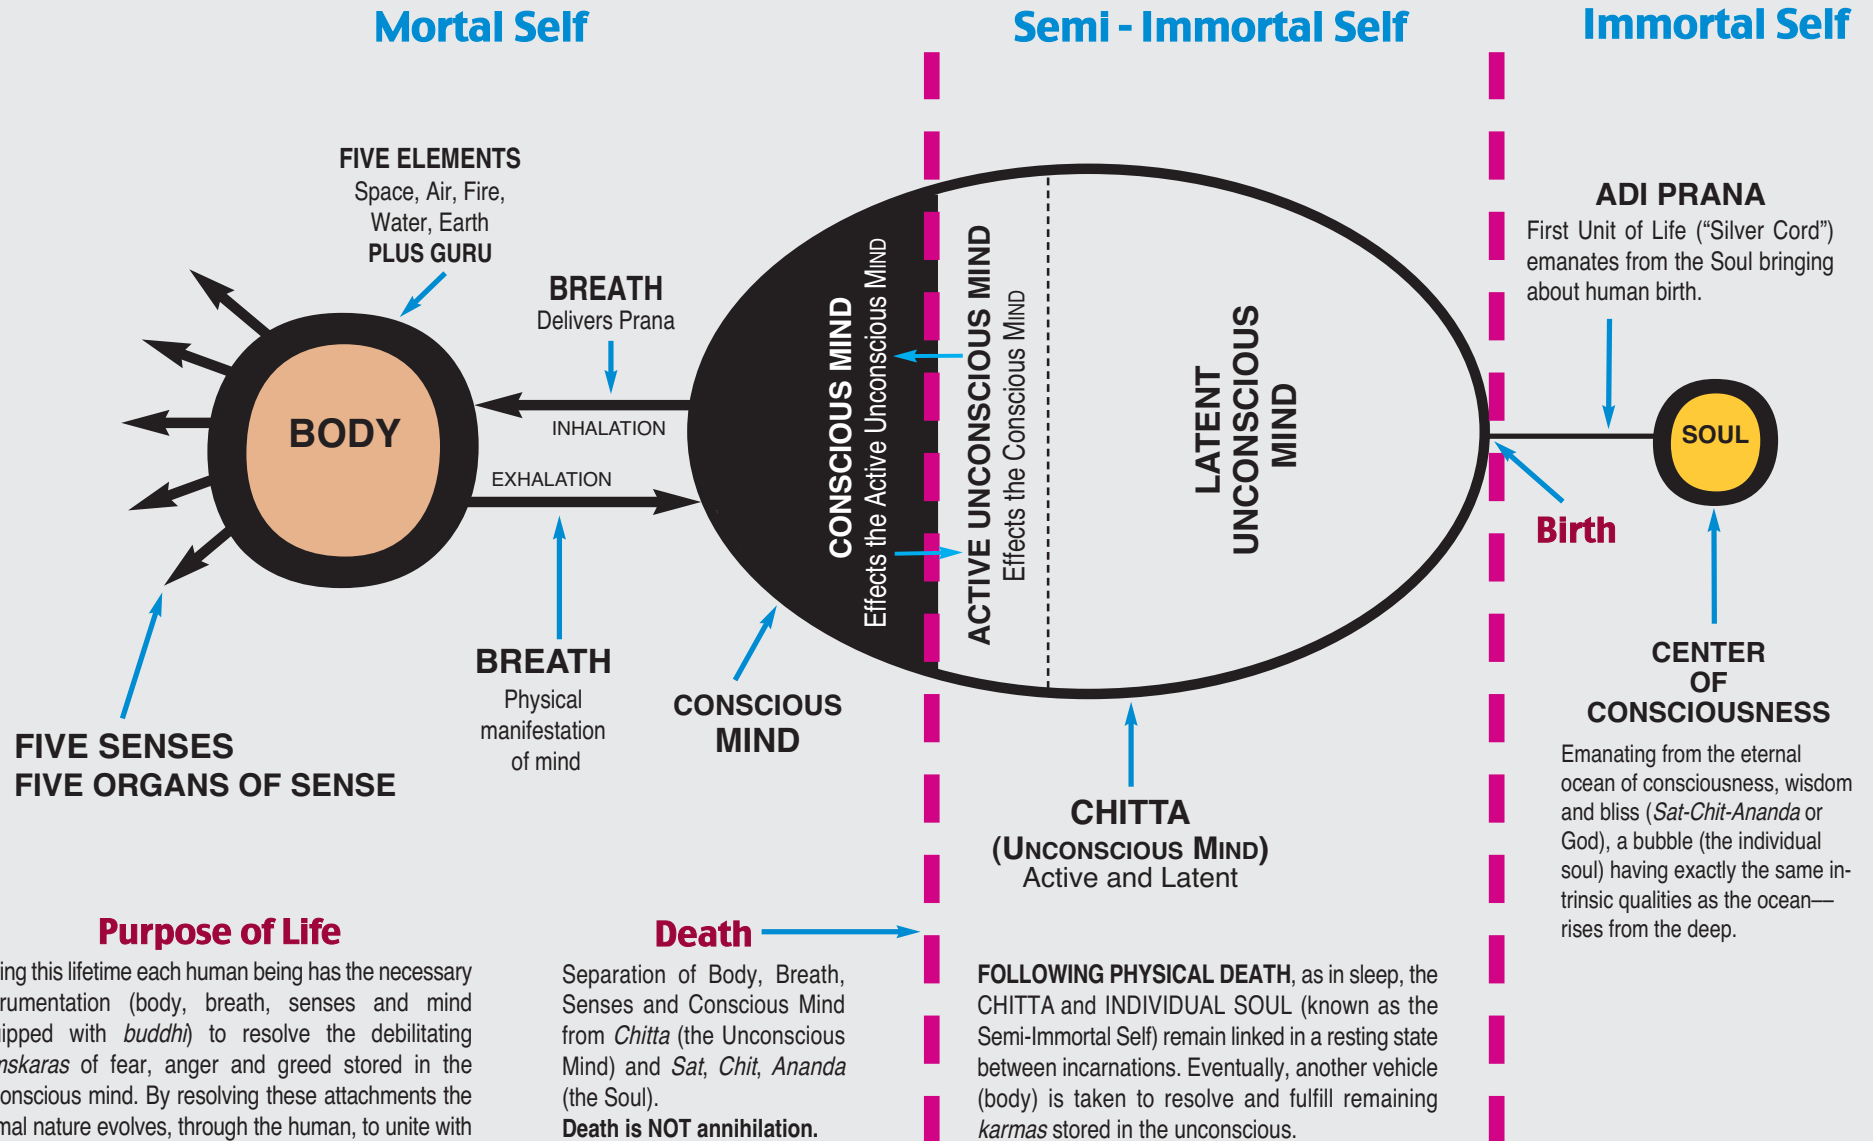 Mortal Self
Semi - Immortal Self
Immortal Self
FIVE ELEMENTS
Space, Air, Fire,
Water, Earth
PLUS GURU
BREATH
Delivers Prana
INHALATION
EXHALATION
BODY
FIVE SENSES
FIVE ORGANS OF SENSE
BREATH
Physical
manifestation
of mind
CONSCIOUS
MIND
CONSCIOUS MIND
Effects the Active Unconscious MIND
ACTIVE UNCONSCIOUS MIND
Effects the Conscious MIND
LATENT
UNCONSCIOUS
MIND
CHITTA
(UNCONSCIOUS MIND)
Active and Latent
ADI PRANA
First Unit of Life (“Silver Cord”)
emanates from the Soul bringing
about human birth.
SOUL
Birth
CENTER
OF
CONSCIOUSNESS
Emanating from the eternal
ocean of consciousness, wisdom
and bliss (Sat-Chit-Ananda or
God), a bubble (the individual
soul) having exactly the same in-
trinsic qualities as the ocean––
rises from the deep.
Purpose of Life
ing this lifetime each human being has the necessary
rumentation (body, breath, senses and mind
ipped with buddhi) to resolve the debilitating
nskaras of fear, anger and greed stored in the
onscious mind. By resolving these attachments the
mal nature evolves, through the human, to unite with
Death
Separation of Body, Breath,
Senses and Conscious Mind
from Chitta (the Unconscious
Mind) and Sat, Chit, Ananda
(the Soul).
Death is NOT annihilation.
FOLLOWING PHYSICAL DEATH, as in sleep, the
CHITTA and INDIVIDUAL SOUL (known as the
Semi-Immortal Self) remain linked in a resting state
between incarnations. Eventually, another vehicle
(body) is taken to resolve and fulfill remaining
karmas stored in the unconscious.